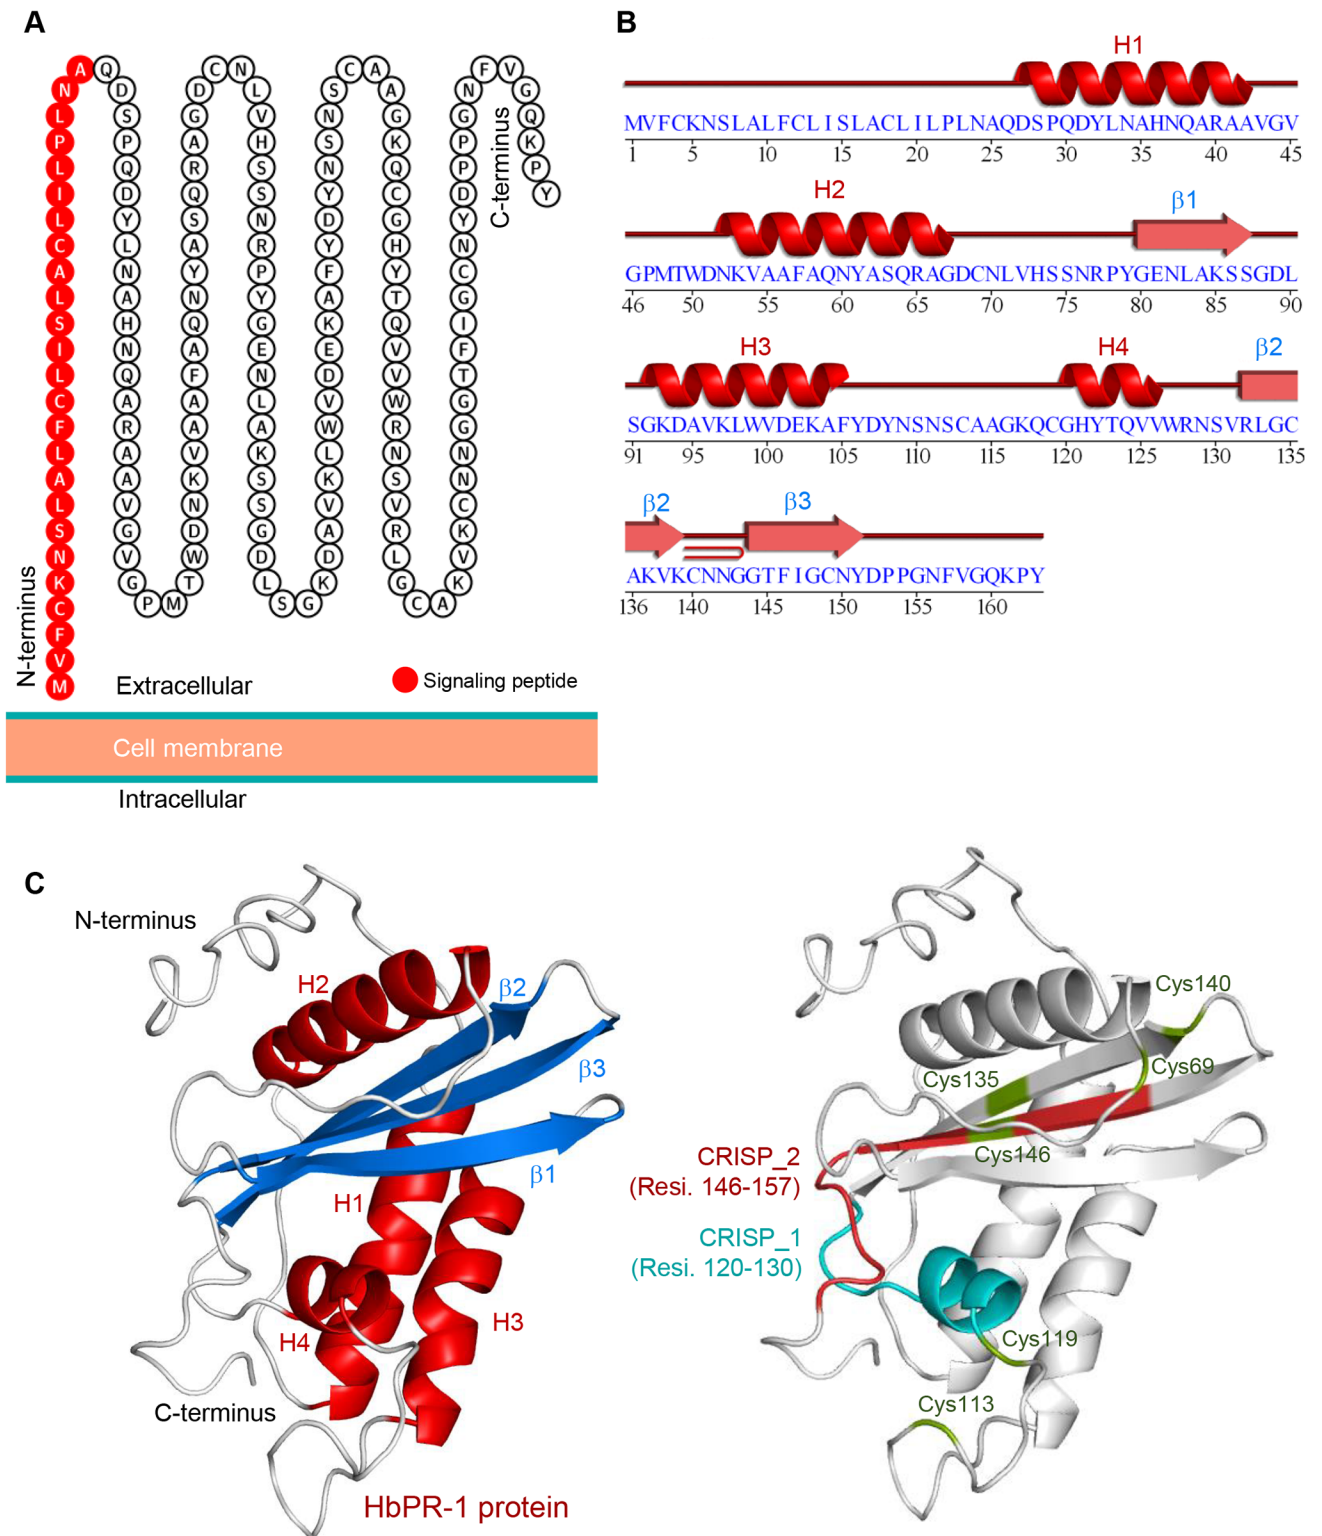 A
MVFCKNSLALFCLISLACLILPLNAQDSPQDYLNAHNQARAAVGVGPMTWDNKVAAFAQNYASQRAGDCNLVHSSNRPYGENLAKSSGDLSGKDAVKLWVDEKAFYDYNSNSCAAGKQCGHYTQVVWRNSVRLGCAKVKCNNGGTFIGCNYDPPGNFVGQKPY
N-terminus
C-terminus
Extracellular
Signaling peptide
Cell membrane
Intracellular
B
H1
MVFCKNSLALFCLISLACLILPLNAQDSPQDYLNAHNQARAAVGV
1 5 10 15 20 25 30 35 40 45
H2 β1
GPMTWDNKVAAFAQNYASQRAGDCNLVHSSNRPYGENLAKSSGDL
46 50 55 60 65 70 75 80 85 90
H3 H4 β2
SGKDAVKLWVDEKAFYDYNSNSCAAGKQCGHYTQVVWRNSVRLGC
91 95 100 105 110 115 120 125 130 135
β2 β3
AKVKCNNGGTFIGCNYDPPGNFVGQKPY
136 140 145 150 155 160
C
N-terminus
H2
β2
β3
β1
H1
H3
H4
C-terminus
HbPR-1 protein
Cys140
Cys69
Cys135
Cys146
CRISP_2
(Resi. 146-157)
CRISP_1
(Resi. 120-130)
Cys119
Cys113